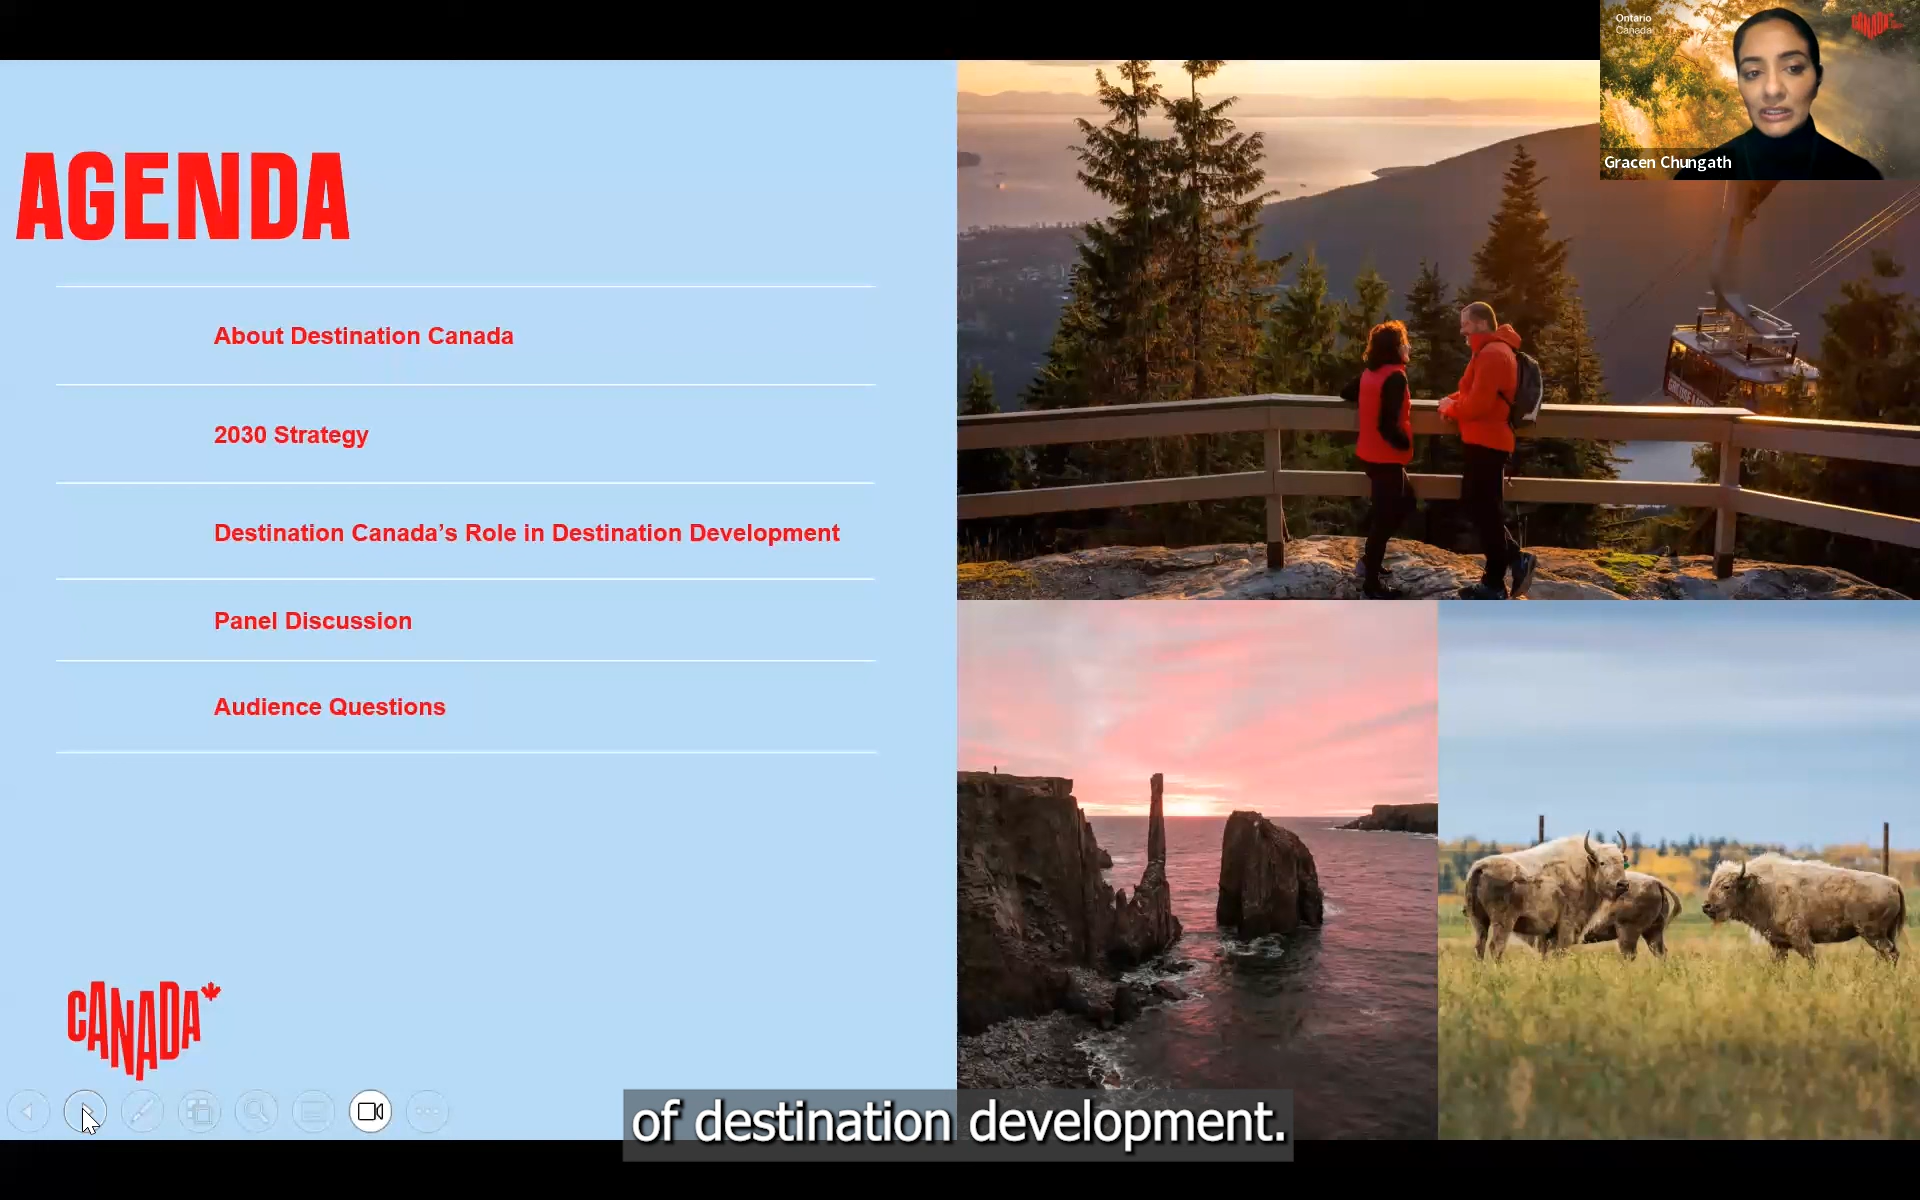 Ontario
Canada
CANADA
Gracen Chungath
AGENDA
About Destination Canada
2030 Strategy
Destination Canada’s Role in Destination Development
Panel Discussion
Audience Questions
CANADA
of destination development.